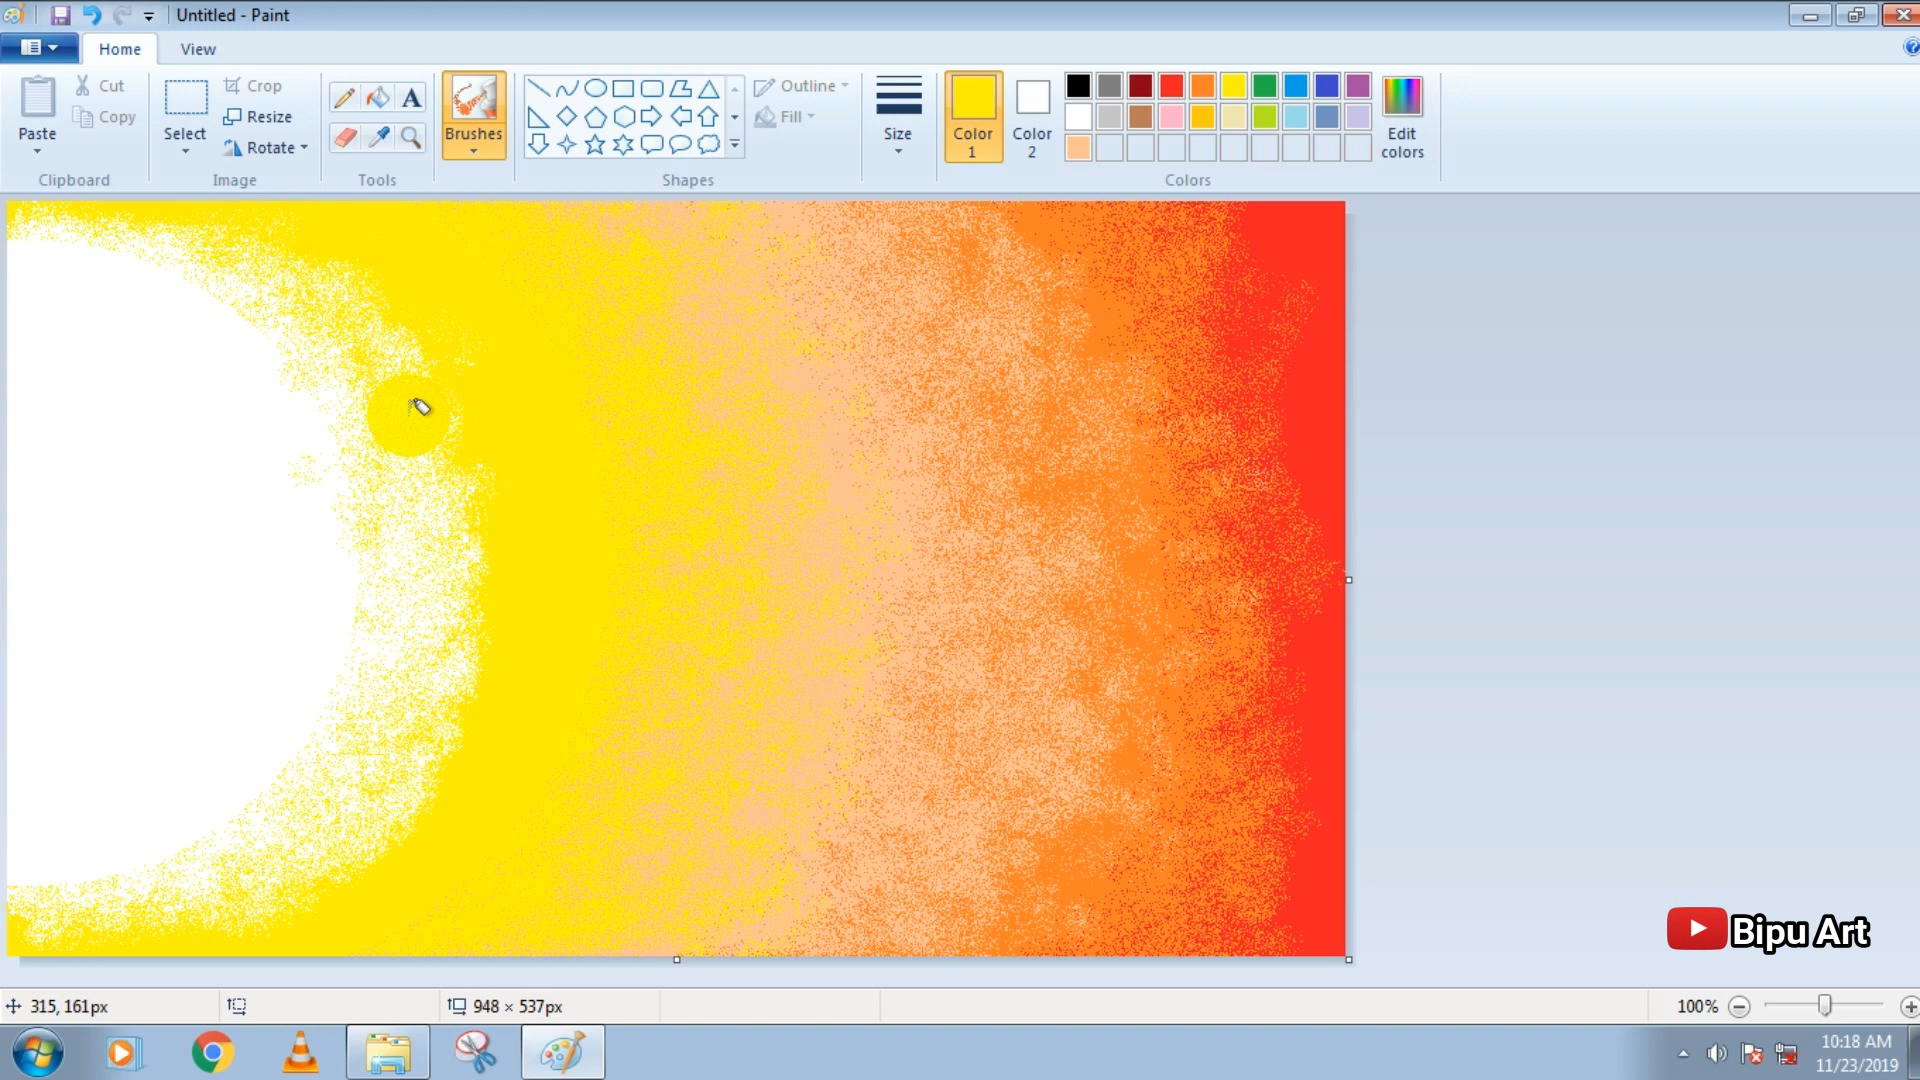 Untitled - Paint
Home View
Paste Cut Copy Select Crop Resize Rotate A Brushes Outline Fill Size Color 1 Color 2 Edit colors
Clipboard Image Tools Shapes Colors
Bipu Art
315, 161px 948 × 537px 100%
10:18 AM
11/23/2019